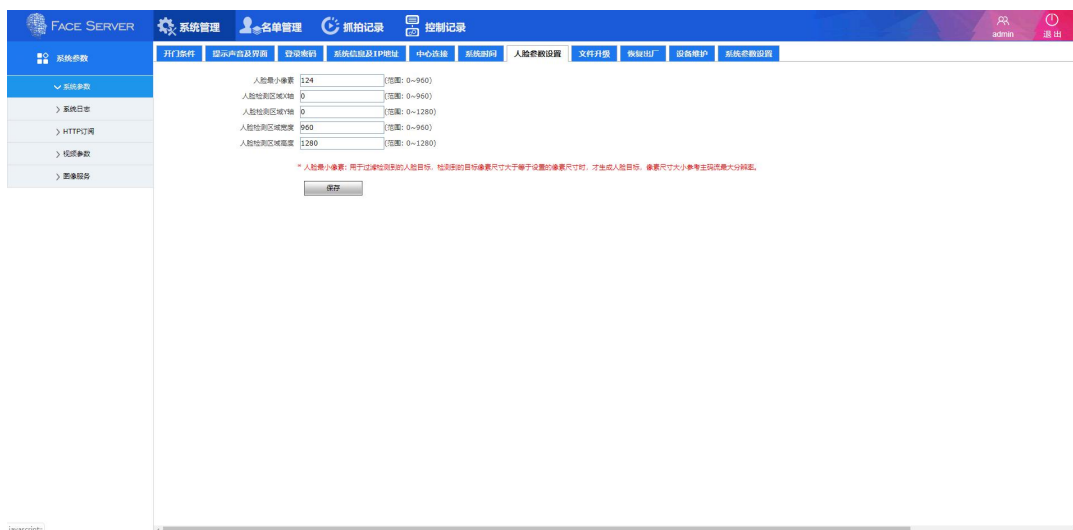 FACE SERVER 系统管理 名单管理 抓拍记录 控制记录 admin 退出
系统参数 开门条件 提示声音及界面 登录密码 系统信息及IP地址 中心连接 系统时间 人脸参数设置 文件升级 恢复出厂 设备维护 系统参数设置
系统参数
系统日志
HTTP订阅
视频参数
图像服务
人脸最小像素 124 (范围: 0~960)
人脸检测区域X轴 0 (范围: 0~960)
人脸检测区域Y轴 0 (范围: 0~1280)
人脸检测区域宽度 960 (范围: 0~960)
人脸检测区域高度 1280 (范围: 0~1280)
* 人脸最小像素: 用于过滤检测到的人脸目标, 检测到的目标像素尺寸大于等于设置的像素尺寸时, 才生成人脸目标, 像素尺寸大小参考主码流最大分辨率。
保存